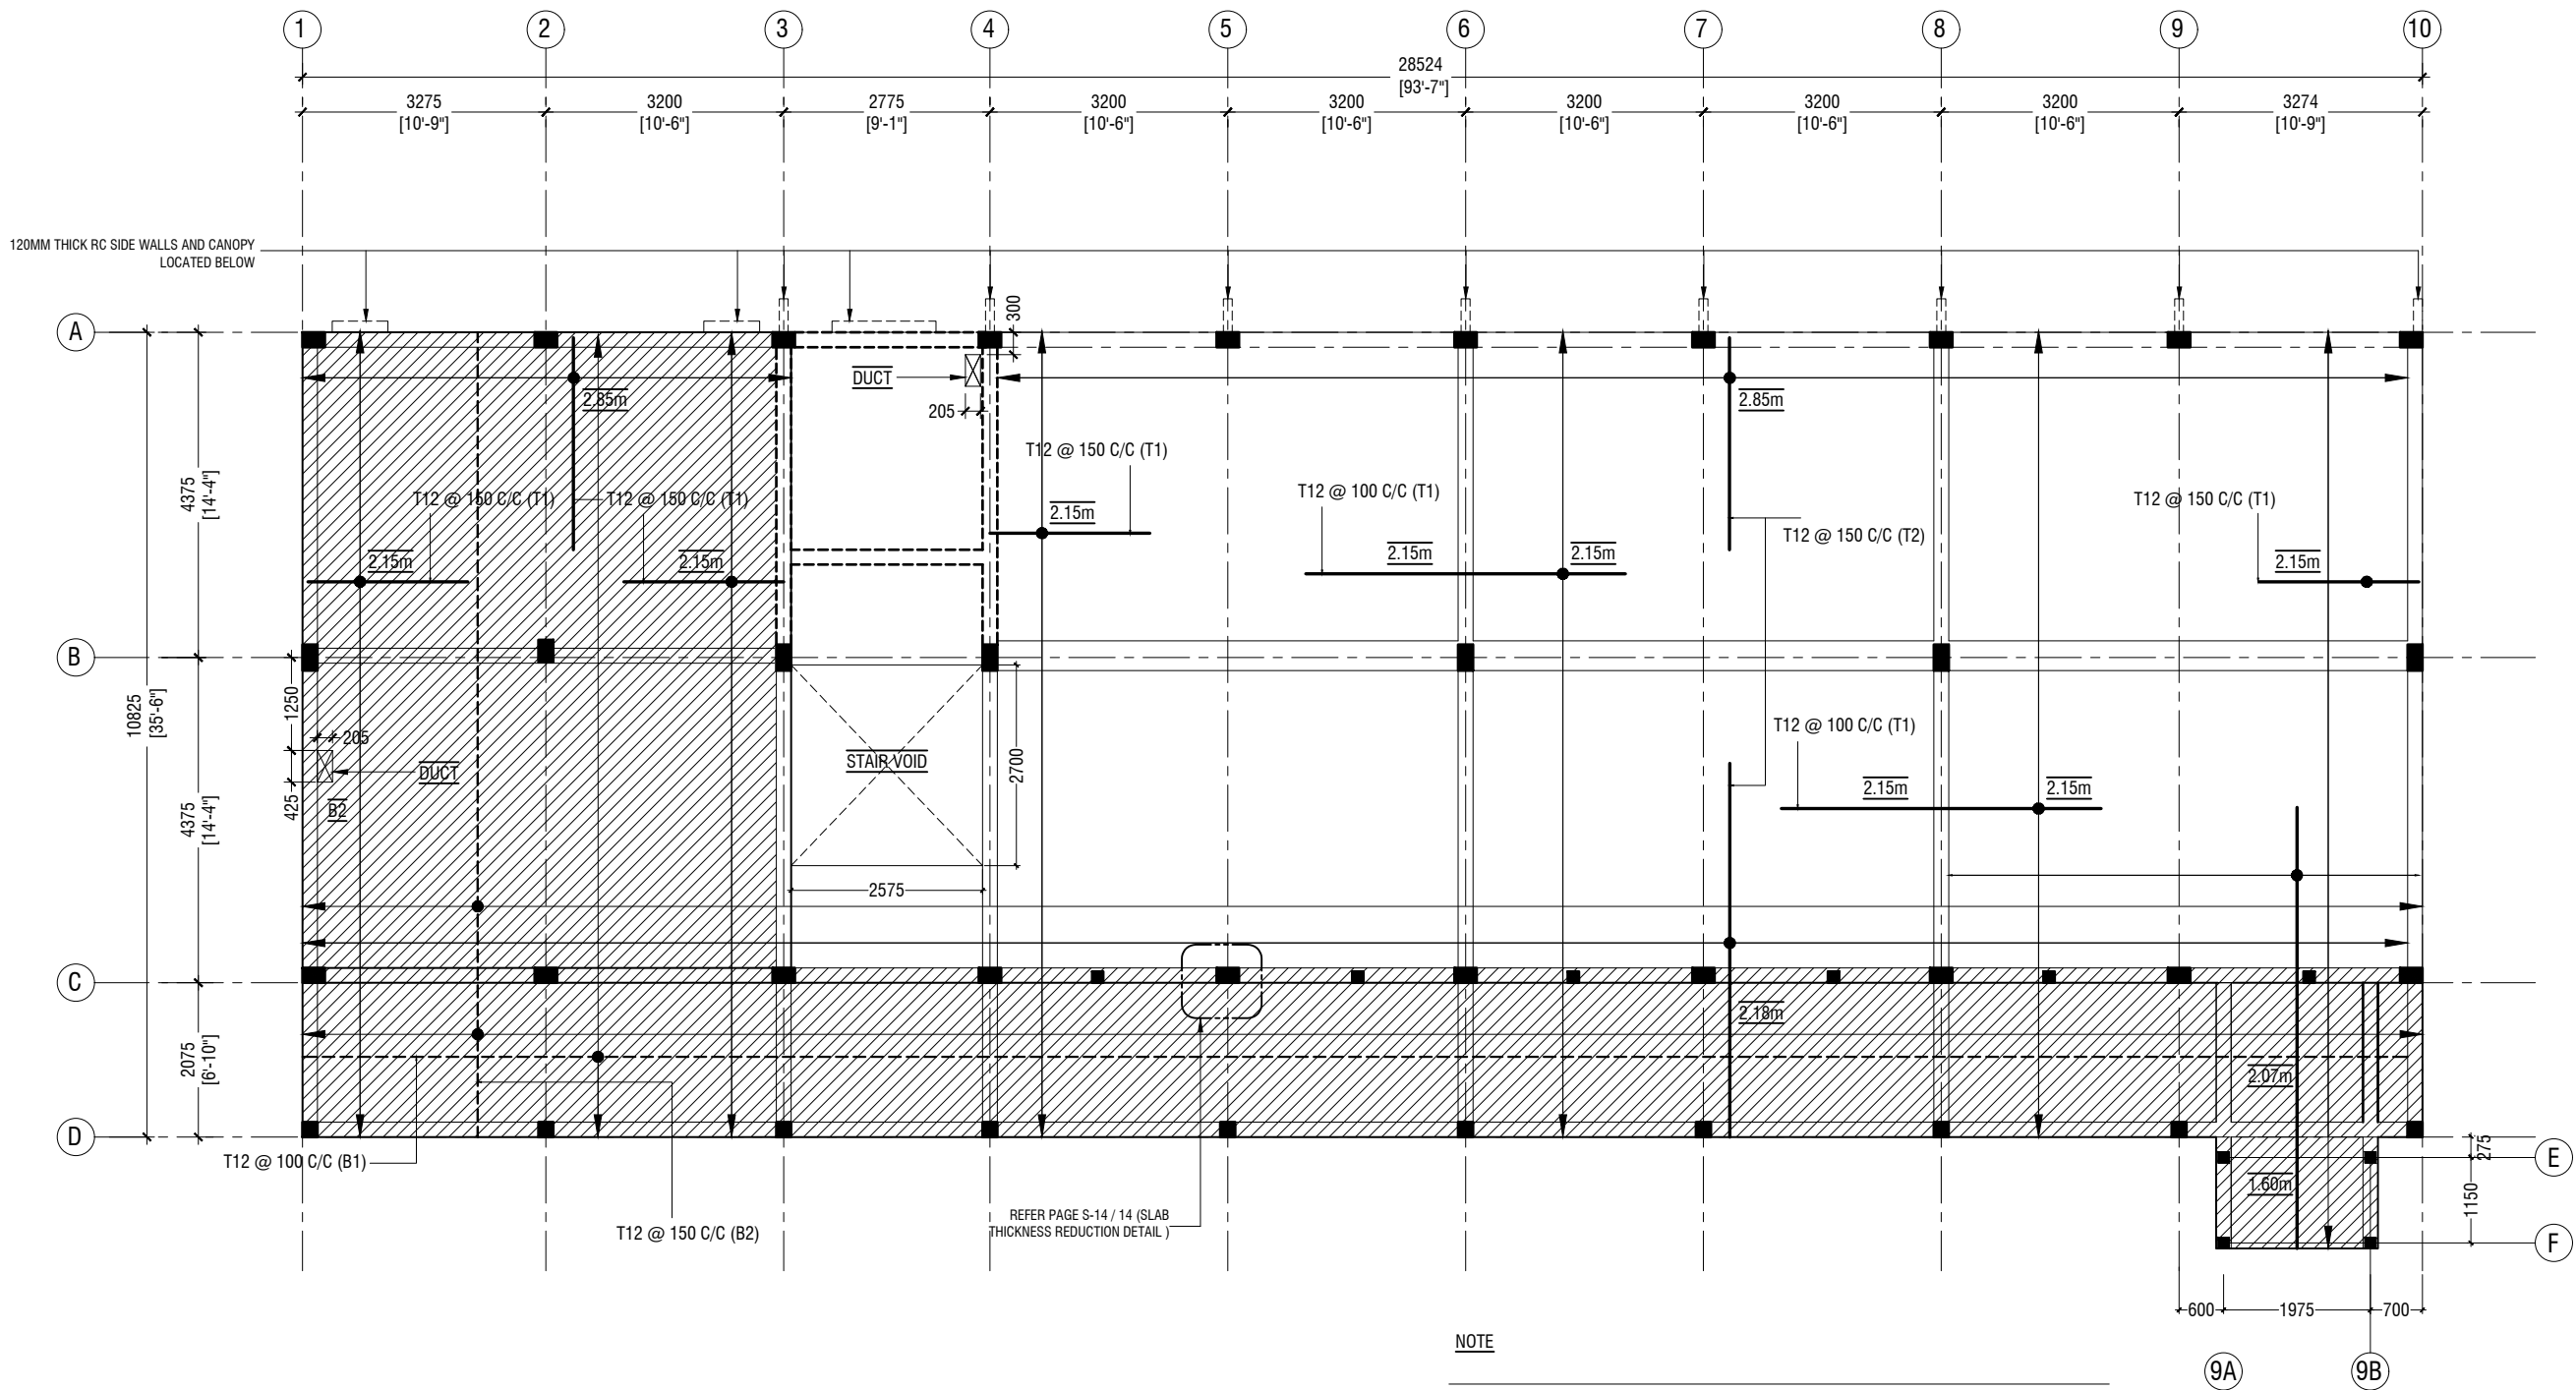 1 2 3 4 5 6 7 8 9 10
28524
[93'-7"]
3275 3200 2775 3200 3200 3200 3200 3200 3274
[10'-9"] [10'-6"] [9'-1"] [10'-6"] [10'-6"] [10'-6"] [10'-6"] [10'-6"] [10'-9"]
120MM THICK RC SIDE WALLS AND CANOPY
LOCATED BELOW
300
A
DUCT
2.85m
2.85m
205
T12 @ 150 C/C (T1)
4375
[14'-4"]
T12 @ 150 C/C (T1)
T12 @ 150 C/C (T1)
2.15m
T12 @ 100 C/C (T1)
T12 @ 150 C/C (T1)
T12 @ 150 C/C (T2)
2.15m
2.15m
2.15m
2.15m
2.15m
B
10825
[35'-6"]
1250
205
DUCT
425
B2
STAIR VOID
2700
T12 @ 100 C/C (T1)
2.15m
2.15m
4375
[14'-4"]
2575
C
2.18m
2075
[6'-10"]
2.07m
D
T12 @ 100 C/C (B1)
275
E
1.60m
1150
T12 @ 150 C/C (B2)
REFER PAGE S-14 / 14 (SLAB
THICKNESS REDUCTION DETAIL )
F
600 1975 700
NOTE
9A 9B